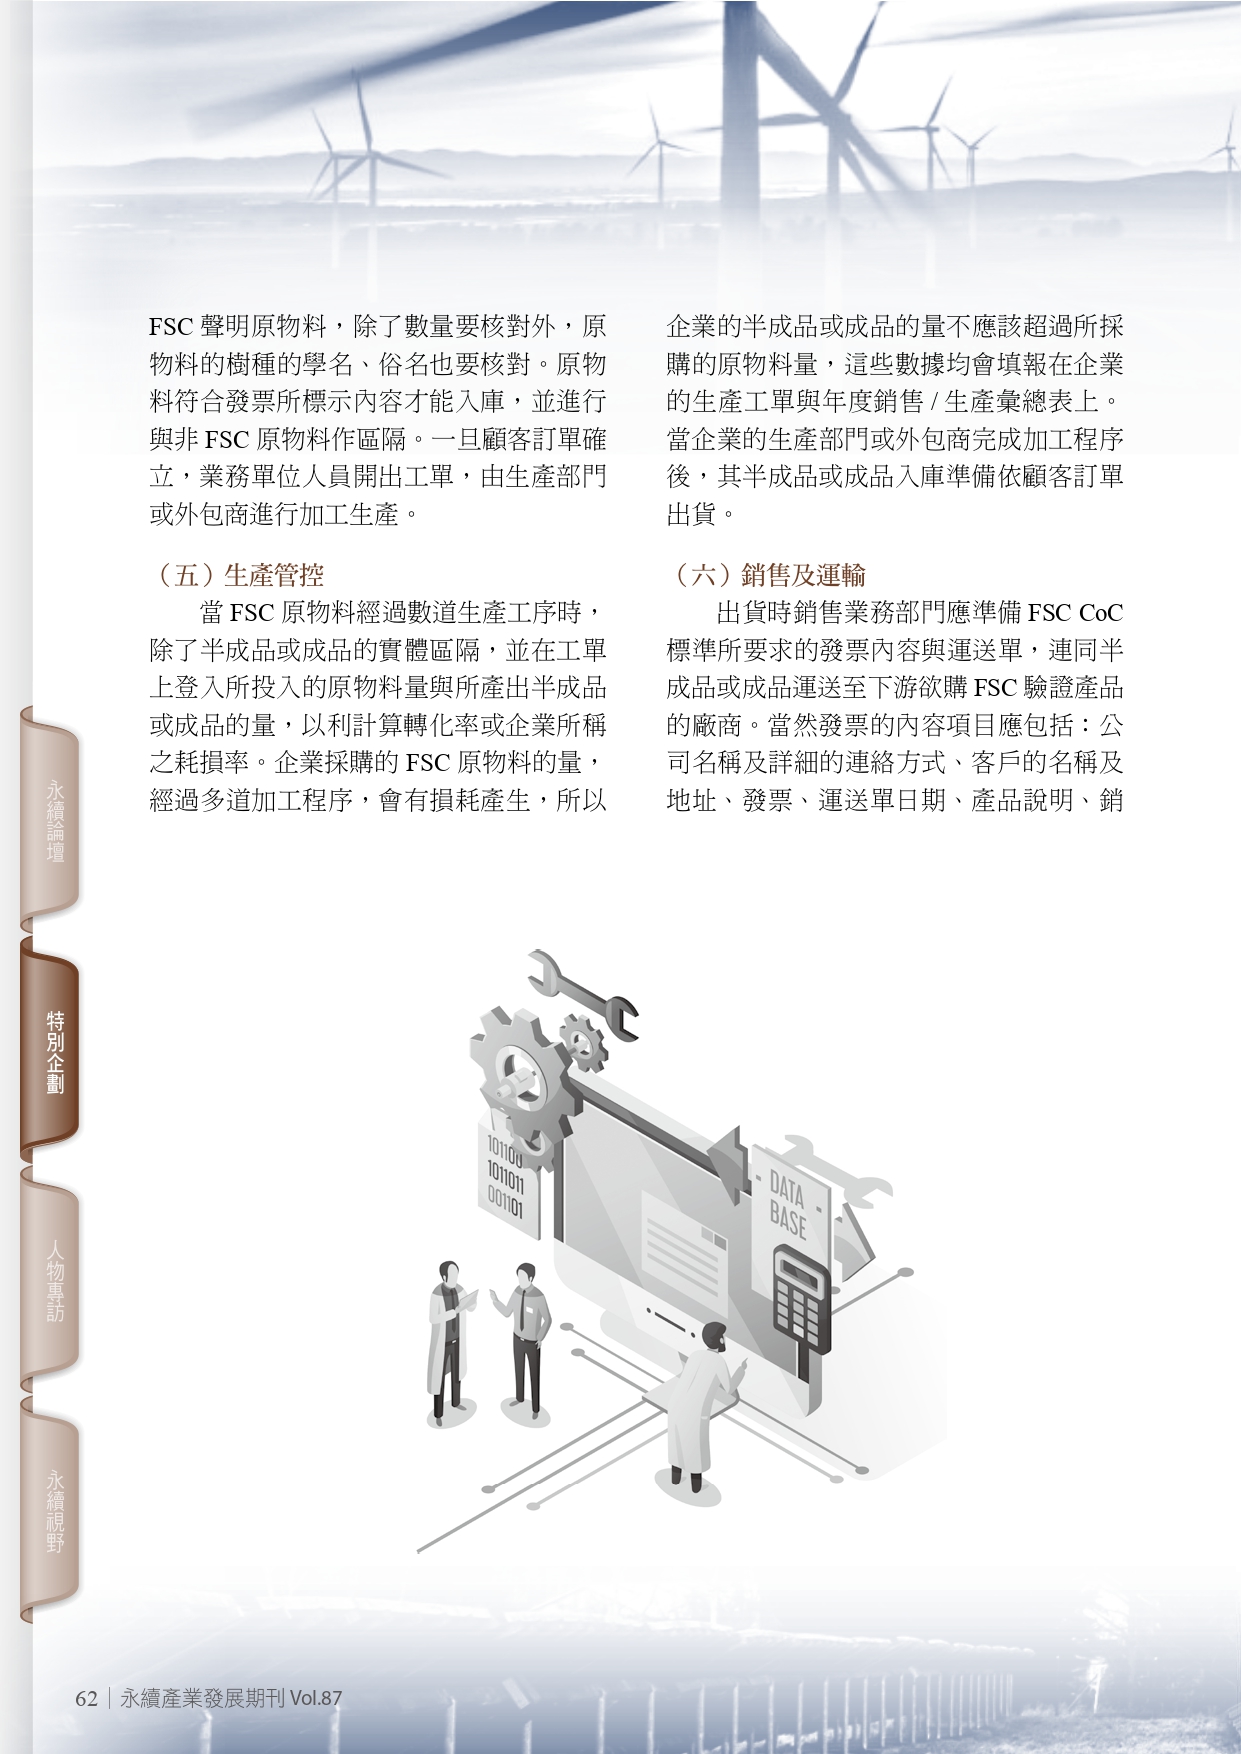 FSC 聲明原物料，除了數量要核對外，原
物料的樹種的學名、俗名也要核對。原物
料符合發票所標示內容才能入庫，並進行
與非 FSC 原物料作區隔。一旦顧客訂單確
立，業務單位人員開出工單，由生產部門
或外包商進行加工生產。
（五）生產管控
當 FSC 原物料經過數道生產工序時，
除了半成品或成品的實體區隔，並在工單
上登入所投入的原物料量與所產出半成品
或成品的量，以利計算轉化率或企業所稱
之耗損率。企業採購的 FSC 原物料的量，
經過多道加工程序，會有損耗產生，所以
企業的半成品或成品的量不應該超過所採
購的原物料量，這些數據均會填報在企業
的生產工單與年度銷售 / 生產彙總表上。
當企業的生產部門或外包商完成加工程序
後，其半成品或成品入庫準備依顧客訂單
出貨。
（六）銷售及運輸
出貨時銷售業務部門應準備 FSC CoC
標準所要求的發票內容與運送單，連同半
成品或成品運送至下游欲購 FSC 驗證產品
的廠商。當然發票的內容項目應包括：公
司名稱及詳細的連絡方式、客戶的名稱及
地址、發票、運送單日期、產品說明、銷
永續論壇
特別企劃
人物專訪
永續視野
101100
1011011
001101
DATA
BASE
62 永續產業發展期刊 Vol.87